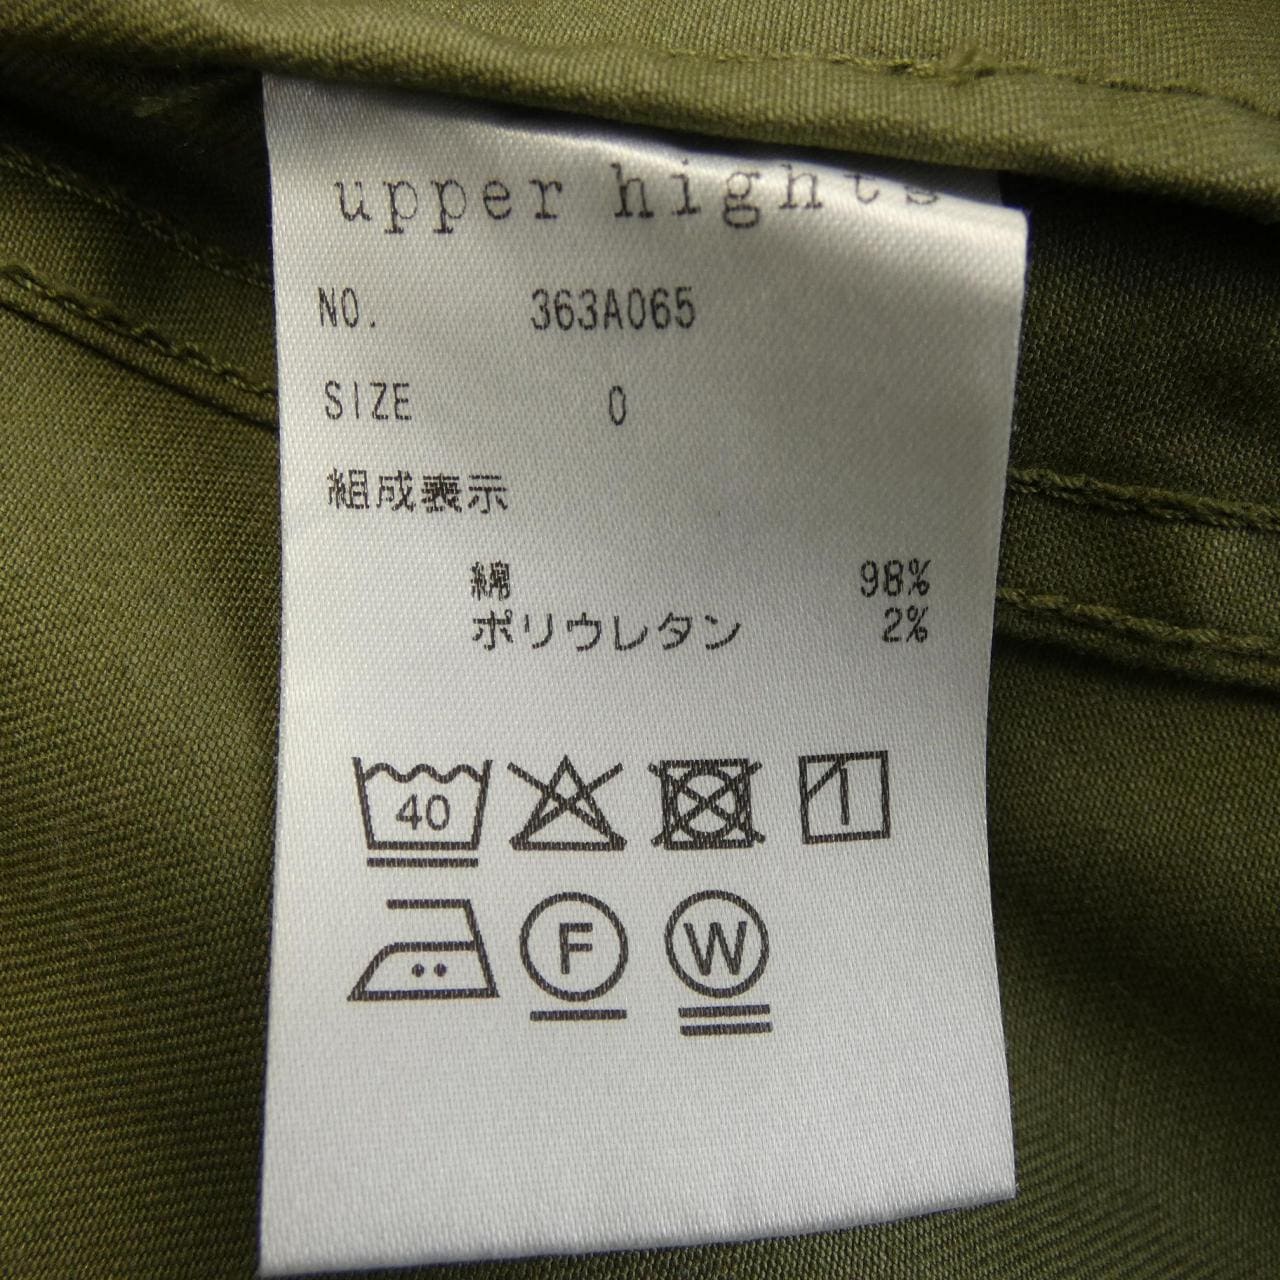 upper hights
NO. 363A065
SIZE 0
組成表示
綿 98%
ポリウレタン 2%
40
F W